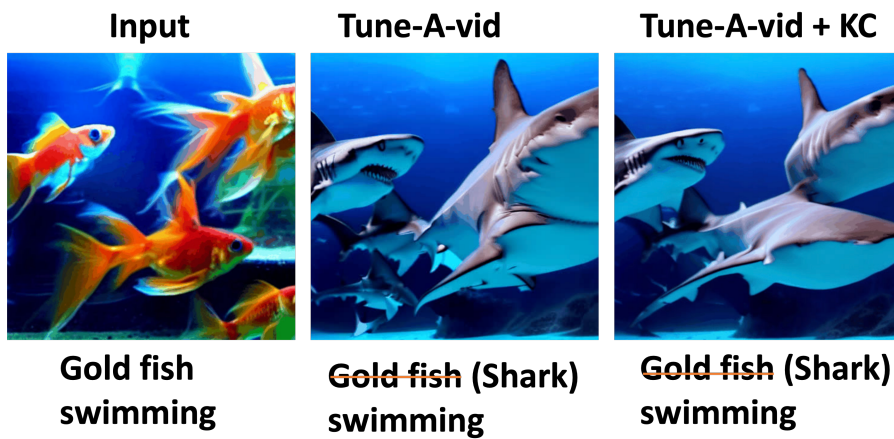 Input
Tune-A-vid
Tune-A-vid + KC
Gold fish
swimming
Gold fish (Shark)
swimming
Gold fish (Shark)
swimming